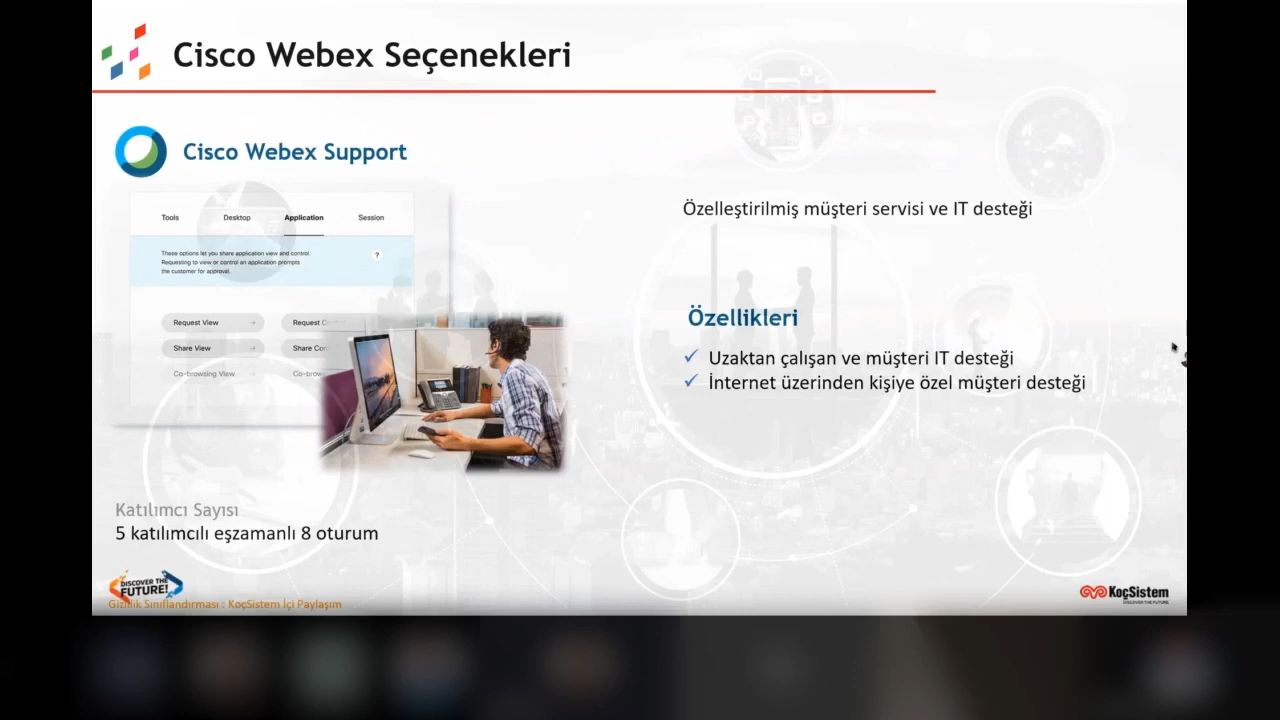 Cisco Webex Seçenekleri
Cisco Webex Support
Tools Desktop Application Session
These options let you share application view and control.
Requesting to view or control an application prompts
the customer for approval.
?
Request View
Request
Share View
Share
Co-browsing View
Özelleştirilmiş müşteri servisi ve IT desteği
Özellikleri
Uzaktan çalışan ve müşteri IT desteği
İnternet üzerinden kişiye özel müşteri desteği
Katılımcı Sayısı
5 katılımcılı eşzamanlı 8 oturum
DISCOVER THE
FUTURE!
Gizlilik Sınıflandırması : KoçSistem İçi Paylaşım
KoçSistem
DISCOVER THE FUTURE